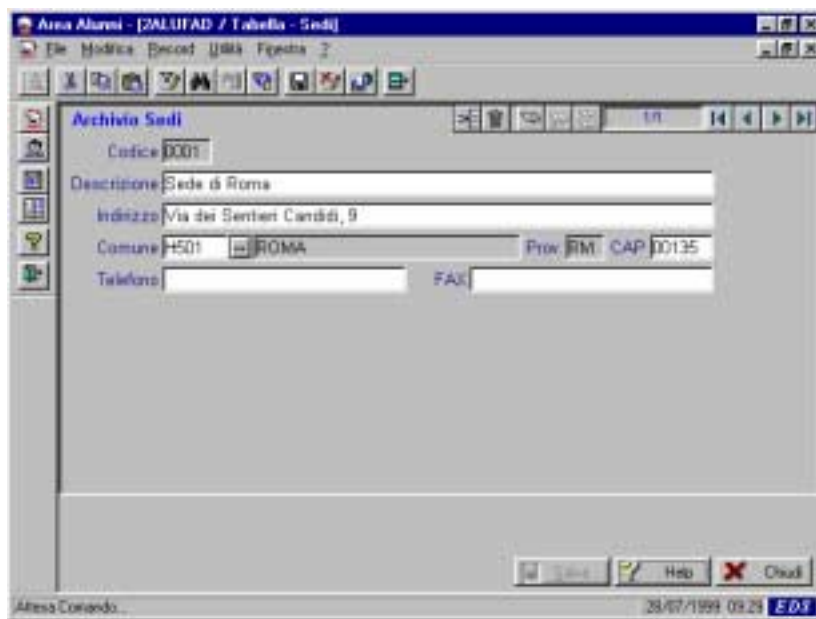 Area Alunni - [2ALUFAD / Tabella - Sedi]
File Modifica Record Utilità Finestra ?
Archivio Sedi
1/1
Codice 0001
Descrizione Sede di Roma
Indirizzo Via dei Sentieri Candidi, 9
Comune H501 ROMA Prov RM CAP 00135
Telefono FAX
Salva Help Chiudi
Attesa Comando...
28/07/1999 09:29 EDS